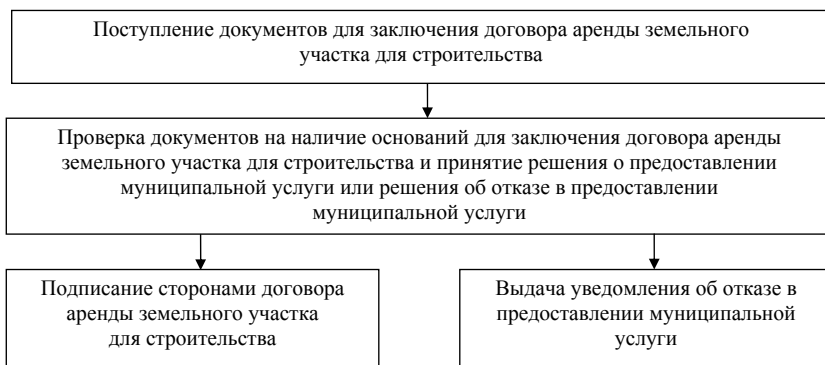 Поступление документов для заключения договора аренды земельного
участка для строительства
Проверка документов на наличие оснований для заключения договора аренды
земельного участка для строительства и принятие решения о предоставлении
муниципальной услуги или решения об отказе в предоставлении
муниципальной услуги
Подписание сторонами договора
аренды земельного участка
для строительства
Выдача уведомления об отказе в
предоставлении муниципальной
услуги